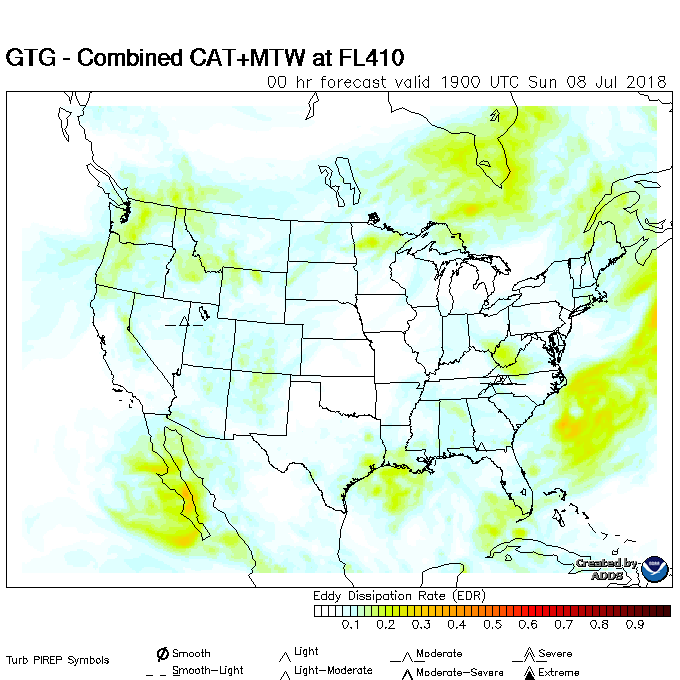 GTG - Combined CAT+MTW at FL410
00 hr forecast valid 1900 UTC Sun 08 Jul 2018
Created by
ADDS
Eddy Dissipation Rate (EDR)
0.1 0.2 0.3 0.4 0.5 0.6 0.7 0.8 0.9
Turb PIREP Symbols
Smooth Light Moderate Severe
Smooth-Light Light-Moderate Moderate-Severe Extreme